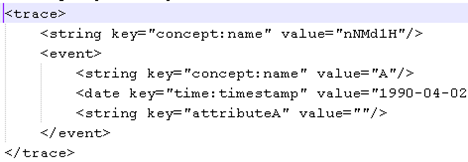 <trace>
<string key="concept:name" value="nNMd1H"/>
<event>
<string key="concept:name" value="A"/>
<date key="time:timestamp" value="1990-04-02
<string key="attributeA" value=""/>
</event>
</trace>